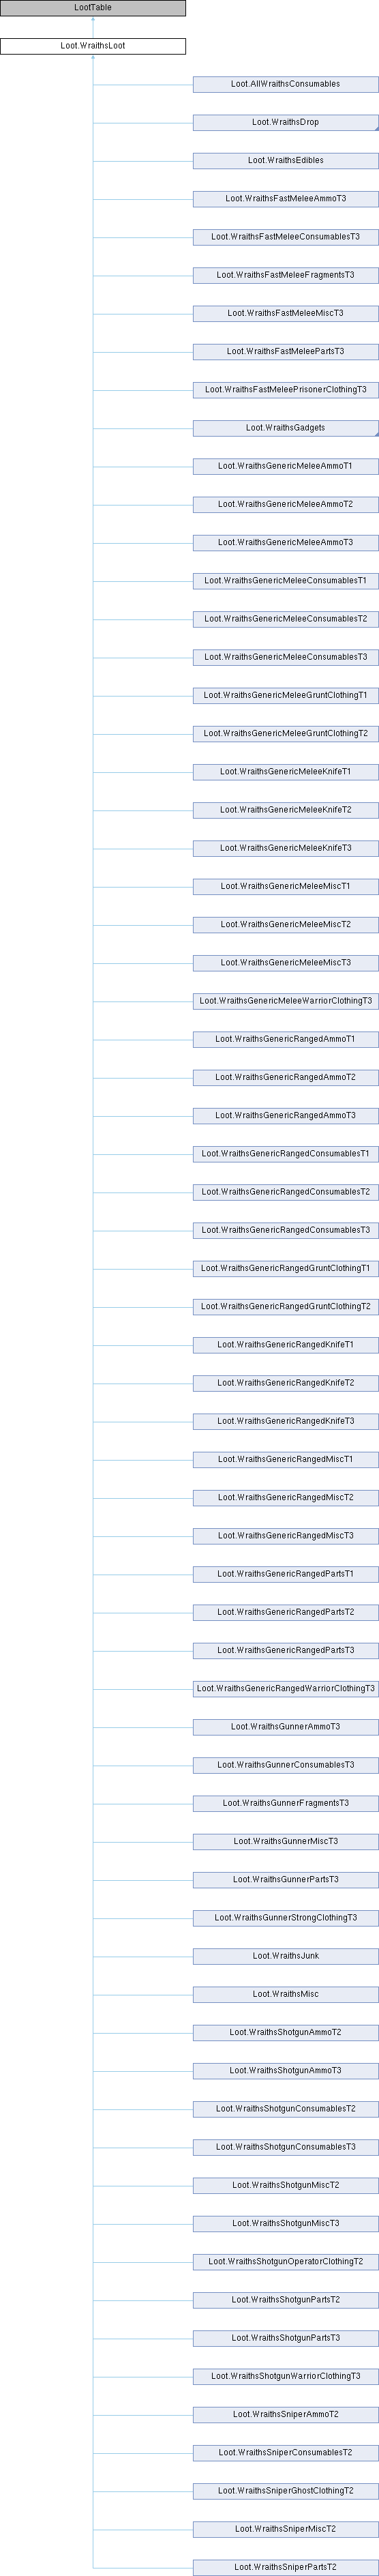 LootTable
Loot.WraithsLoot
Loot.AllWraithsConsumables
Loot.WraithsDrop
Loot.WraithsEdibles
Loot.WraithsFastMeleeAmmoT3
Loot.WraithsFastMeleeConsumablesT3
Loot.WraithsFastMeleeFragmentsT3
Loot.WraithsFastMeleeMiscT3
Loot.WraithsFastMeleePartsT3
Loot.WraithsFastMeleePrisonerClothingT3
Loot.WraithsGadgets
Loot.WraithsGenericMeleeAmmoT1
Loot.WraithsGenericMeleeAmmoT2
Loot.WraithsGenericMeleeAmmoT3
Loot.WraithsGenericMeleeConsumablesT1
Loot.WraithsGenericMeleeConsumablesT2
Loot.WraithsGenericMeleeConsumablesT3
Loot.WraithsGenericMeleeGruntClothingT1
Loot.WraithsGenericMeleeGruntClothingT2
Loot.WraithsGenericMeleeKnifeT1
Loot.WraithsGenericMeleeKnifeT2
Loot.WraithsGenericMeleeKnifeT3
Loot.WraithsGenericMeleeMiscT1
Loot.WraithsGenericMeleeMiscT2
Loot.WraithsGenericMeleeMiscT3
Loot.WraithsGenericMeleeWarriorClothingT3
Loot.WraithsGenericRangedAmmoT1
Loot.WraithsGenericRangedAmmoT2
Loot.WraithsGenericRangedAmmoT3
Loot.WraithsGenericRangedConsumablesT1
Loot.WraithsGenericRangedConsumablesT2
Loot.WraithsGenericRangedConsumablesT3
Loot.WraithsGenericRangedGruntClothingT1
Loot.WraithsGenericRangedGruntClothingT2
Loot.WraithsGenericRangedKnifeT1
Loot.WraithsGenericRangedKnifeT2
Loot.WraithsGenericRangedKnifeT3
Loot.WraithsGenericRangedMiscT1
Loot.WraithsGenericRangedMiscT2
Loot.WraithsGenericRangedMiscT3
Loot.WraithsGenericRangedPartsT1
Loot.WraithsGenericRangedPartsT2
Loot.WraithsGenericRangedPartsT3
Loot.WraithsGenericRangedWarriorClothingT3
Loot.WraithsGunnerAmmoT3
Loot.WraithsGunnerConsumablesT3
Loot.WraithsGunnerFragmentsT3
Loot.WraithsGunnerMiscT3
Loot.WraithsGunnerPartsT3
Loot.WraithsGunnerStrongClothingT3
Loot.WraithsJunk
Loot.WraithsMisc
Loot.WraithsShotgunAmmoT2
Loot.WraithsShotgunAmmoT3
Loot.WraithsShotgunConsumablesT2
Loot.WraithsShotgunConsumablesT3
Loot.WraithsShotgunMiscT2
Loot.WraithsShotgunMiscT3
Loot.WraithsShotgunOperatorClothingT2
Loot.WraithsShotgunPartsT2
Loot.WraithsShotgunPartsT3
Loot.WraithsShotgunWarriorClothingT3
Loot.WraithsSniperAmmoT2
Loot.WraithsSniperConsumablesT2
Loot.WraithsSniperGhostClothingT2
Loot.WraithsSniperMiscT2
Loot.WraithsSniperPartsT2